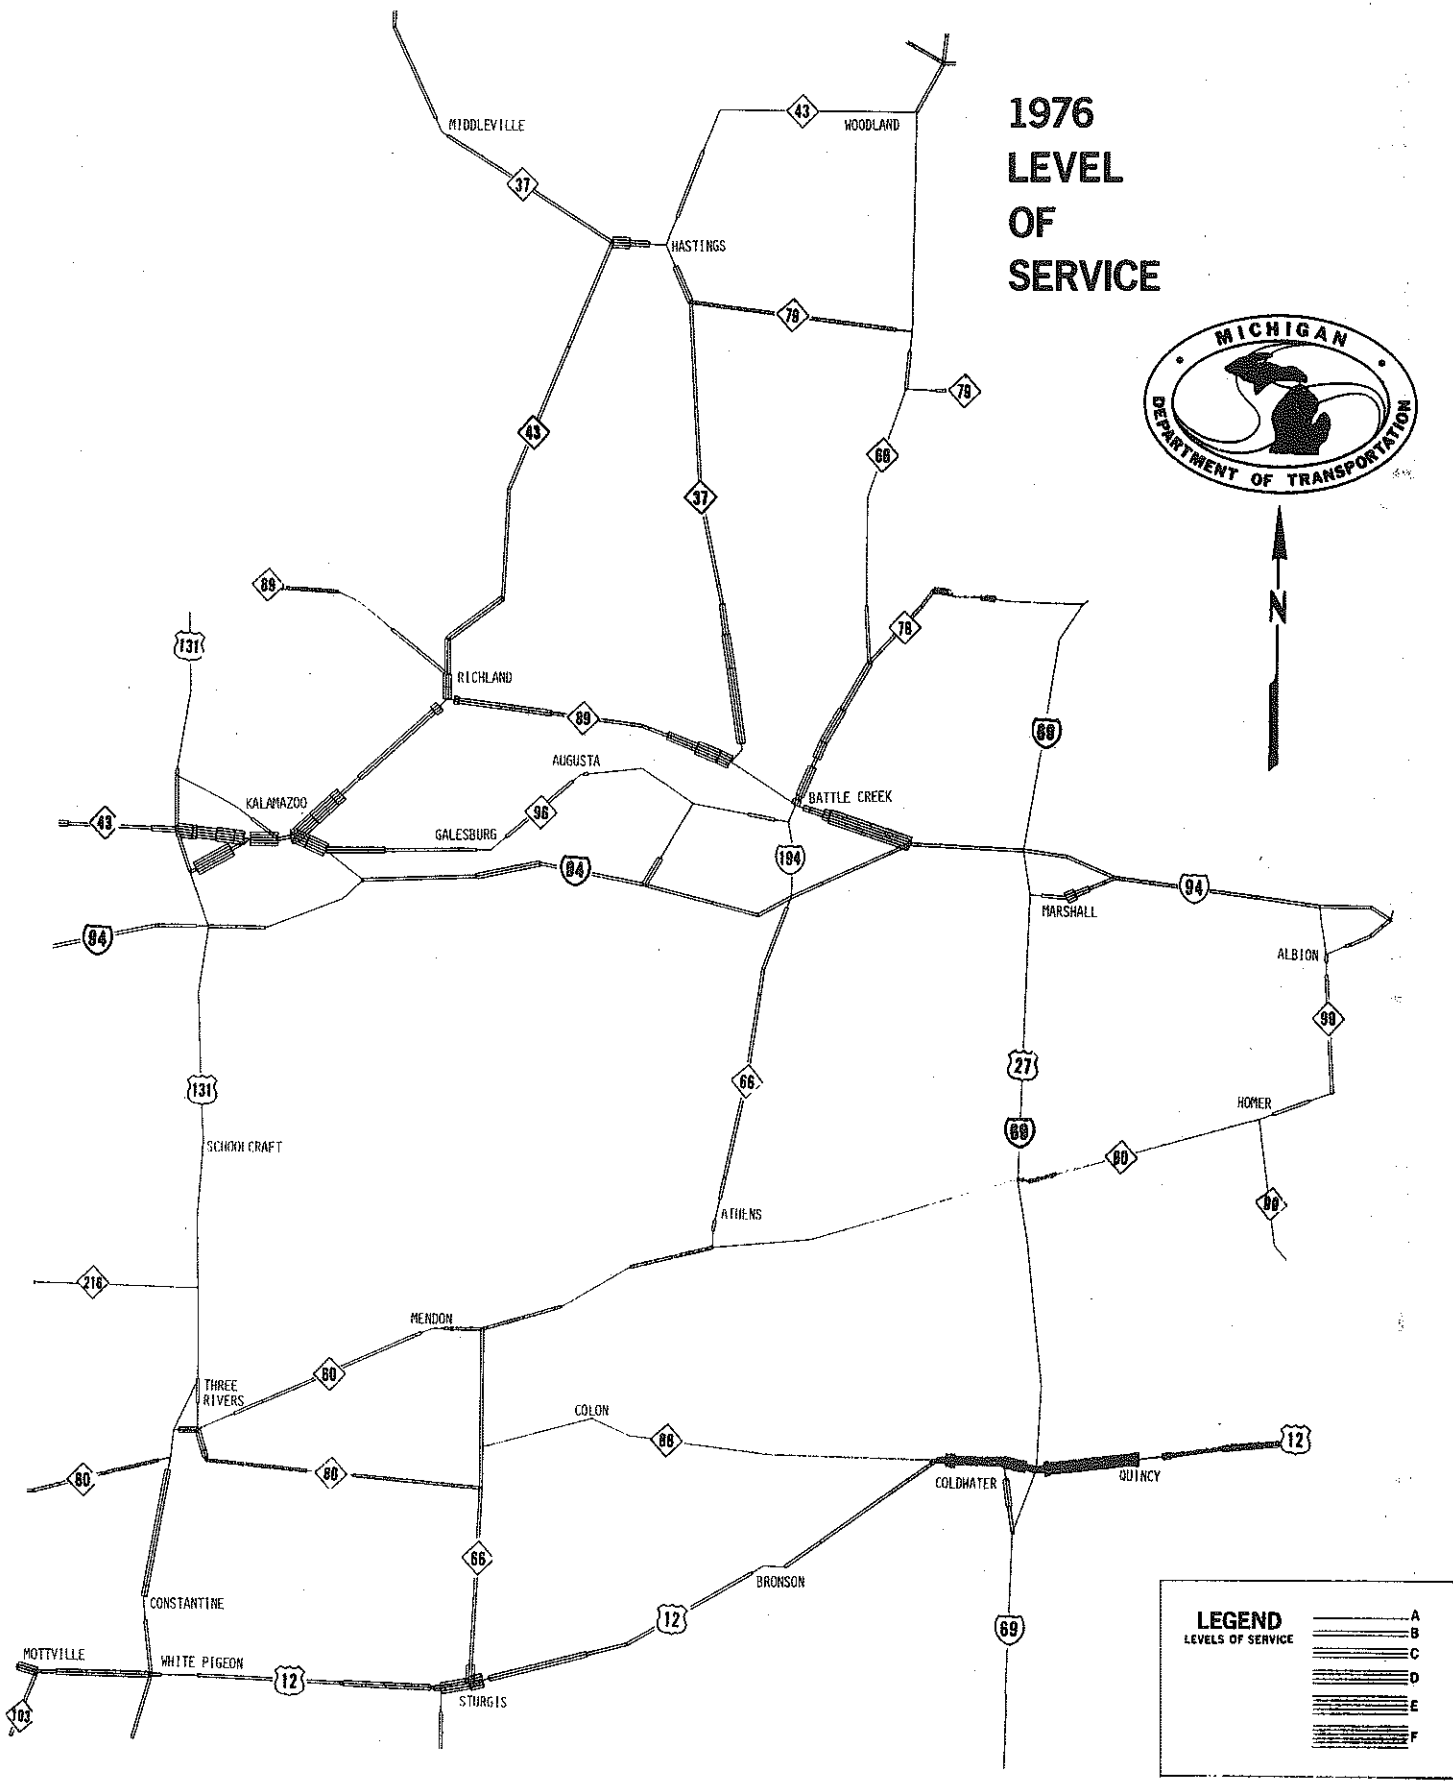 1976
LEVEL
OF
SERVICE
MICHIGAN
DEPARTMENT OF TRANSPORTATION
N
MIDDLEVILLE
43
WOODLAND
37
HASTINGS
79
79
43
66
37
89
131
78
RICHLAND
89
69
AUGUSTA
KALAMAZOO
BATTLE CREEK
43
96
GALESBURG
194
94
94
MARSHALL
94
ALBION
99
131
66
27
HOMER
69
SCHOOLCRAFT
60
ATHENS
99
216
MENDON
60
THREE
RIVERS
COLON
86
12
60
60
COLDWATER
QUINCY
66
BRONSON
CONSTANTINE
12
69
MOTTVILLE
WHITE PIGEON
12
STURGIS
103
LEGEND
LEVELS OF SERVICE
A
B
C
D
E
F